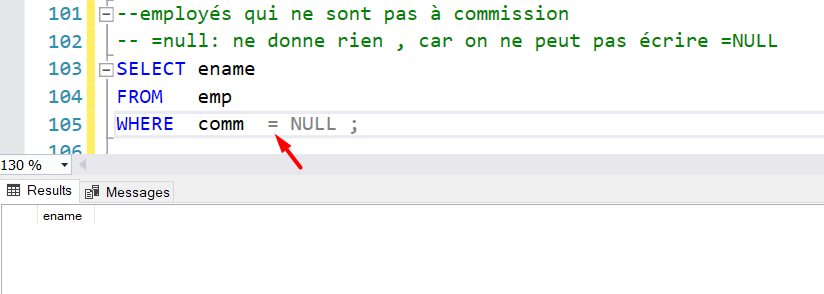 101 --employés qui ne sont pas à commission
102 -- =null: ne donne rien , car on ne peut pas écrire =NULL
103 SELECT ename
104 FROM emp
105 WHERE comm = NULL ;
106
130 %
Results Messages
ename